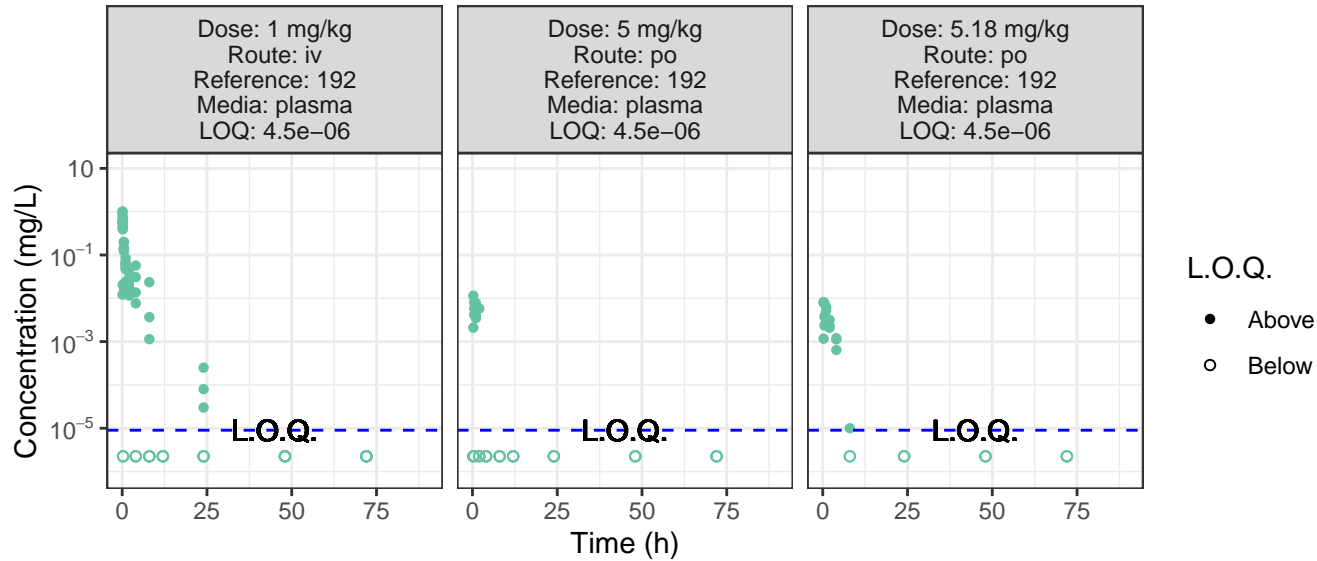 Dose: 1 mg/kg
Route: iv
Reference: 192
Media: plasma
LOQ: 4.5e−06
Dose: 5 mg/kg
Route: po
Reference: 192
Media: plasma
LOQ: 4.5e−06
Dose: 5.18 mg/kg
Route: po
Reference: 192
Media: plasma
LOQ: 4.5e−06
Concentration (mg/L)
10
10⁻¹
10⁻³
10⁻⁵
L.O.Q.
L.O.Q.
L.O.Q.
0 25 50 75
0 25 50 75
0 25 50 75
Time (h)
L.O.Q.
Above
Below